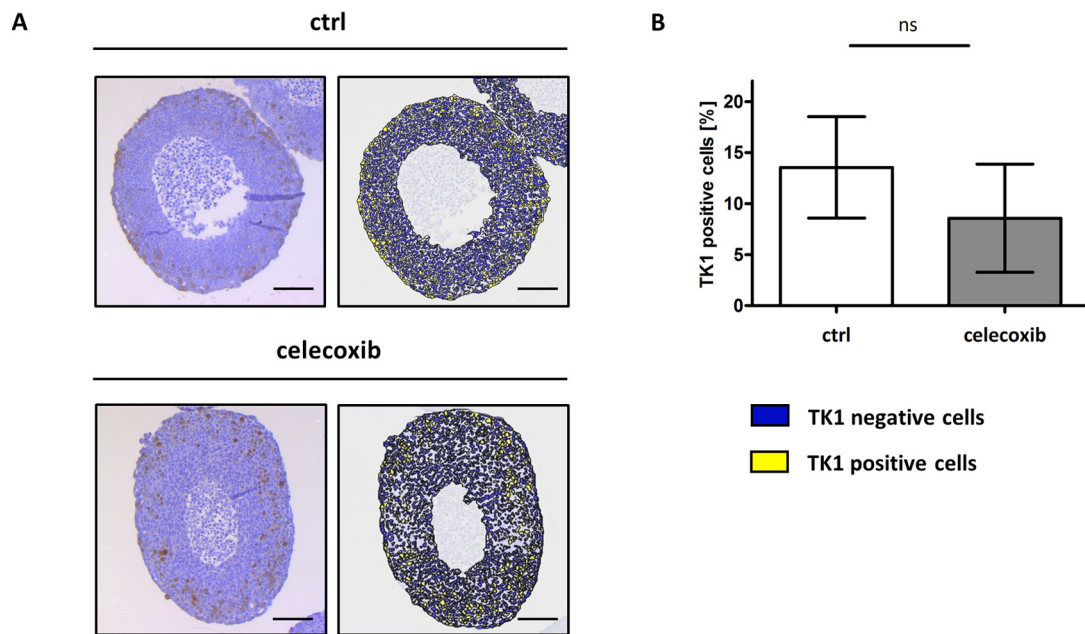 A
ctrl
celecoxib
B
ns
TK1 positive cells [%]
20
15
10
5
0
ctrl
celecoxib
TK1 negative cells
TK1 positive cells